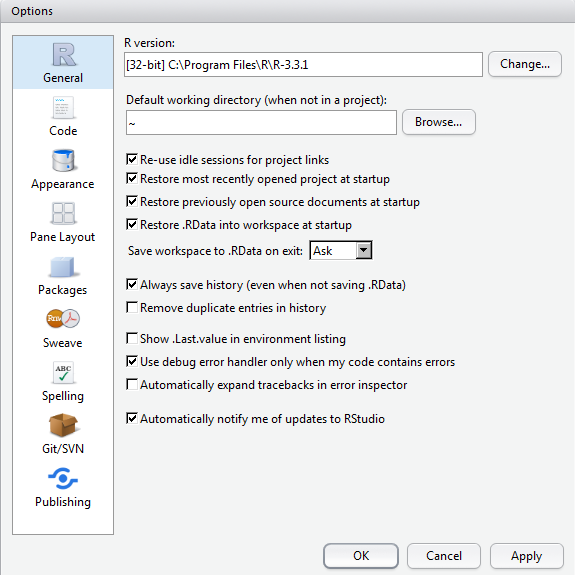 Options
R version:
[32-bit] C:\Program Files\R\R-3.3.1
Change...
Default working directory (when not in a project):
~
Browse...
Re-use idle sessions for project links
Restore most recently opened project at startup
Restore previously open source documents at startup
Restore .RData into workspace at startup
Save workspace to .RData on exit: Ask
Always save history (even when not saving .RData)
Remove duplicate entries in history
Show .Last.value in environment listing
Use debug error handler only when my code contains errors
Automatically expand tracebacks in error inspector
Automatically notify me of updates to RStudio
R
General
Code
Appearance
Pane Layout
Packages
Rnw
Sweave
ABC
Spelling
Git/SVN
Publishing
OK
Cancel
Apply